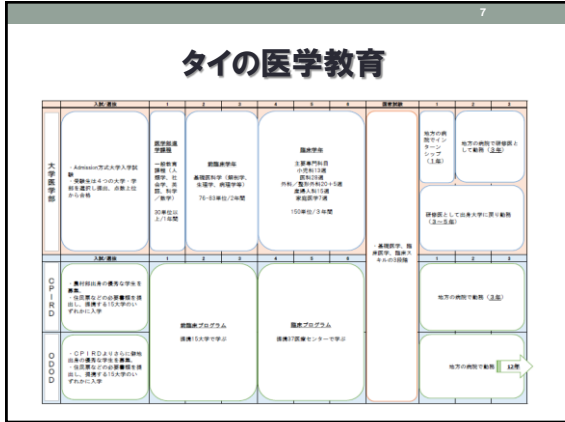 7
タイの医学教育
入試/選抜 1 2 3 4 5 6 国家試験 1 2 3
大学医学部
・Admission方式大学入学試
験
・受験生は4つの大学・学
部を選択し提出、点数上位
から合格
医学部進
学課程
一般教育
課程(人
類学、社
会学、英
語、科学
/数学)
30単位以
上/1年間
前臨床学年
基礎医科学(解剖学、
生理学、病理学等)
76-93単位/2年間
臨床学年
主要専門科目
小児科13週
医科28週
外科/整形外科20+5週
産婦人科15週
家庭医学7週
150単位/3年間
・基礎医学、臨
床医学、臨床ス
キルの3段階
地方の病
院でイン
ターン
シップ
(1年)
地方の病院で研修医と
して勤務(3年)
研修医として出身大学に戻り勤務
(3~5年)
入試/選抜 1 2 3 4 5 6 1 2 3
CPIRD
・農村部出身の優秀な学生を
募集。
・住民票などの必要書類を提
出し、提携する15大学のい
ずれかに入学
前臨床プログラム
提携15大学で学ぶ
臨床プログラム
提携37医療センターで学ぶ
地方の病院で勤務(3年)
ODOD
・CPIRDよりさらに僻地
出身の優秀な学生を募集。
・住民票などの必要書類を提
出し、提携する15大学のい
ずれかに入学
地方の病院で勤務 12年